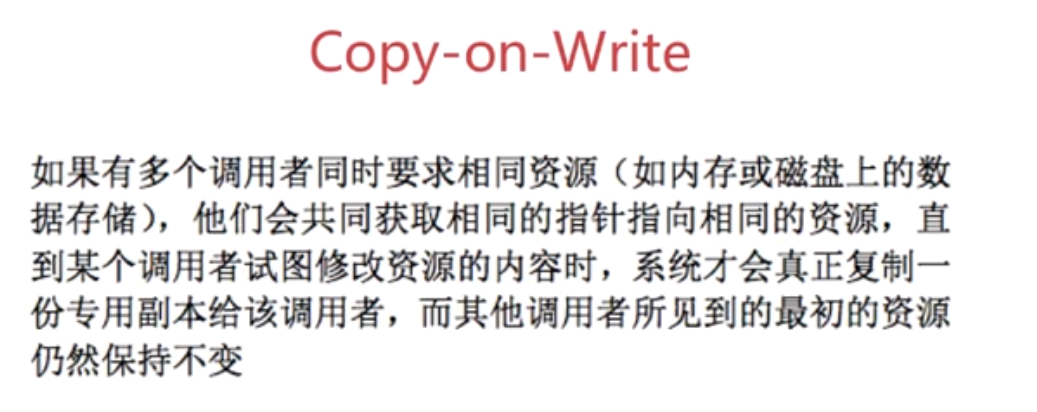 Copy-on-Write
如果有多个调用者同时要求相同资源（如内存或磁盘上的数
据存储），他们会共同获取相同的指针指向相同的资源，直
到某个调用者试图修改资源的内容时，系统才会真正复制一
份专用副本给该调用者，而其他调用者所见到的最初的资源
仍然保持不变